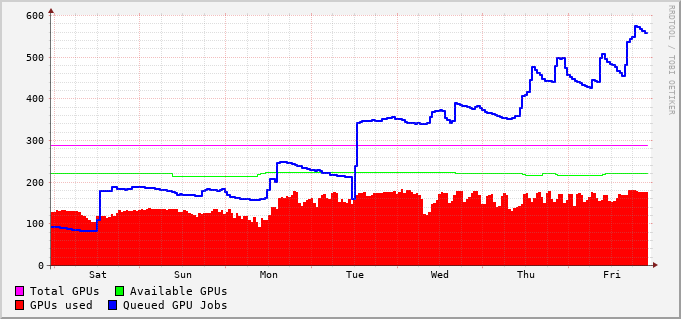 600
500
400
300
200
100
0
Sat Sun Mon Tue Wed Thu Fri
Total GPUs Available GPUs
GPUs used Queued GPU Jobs
RRDTOOL / TOBI OETIKER